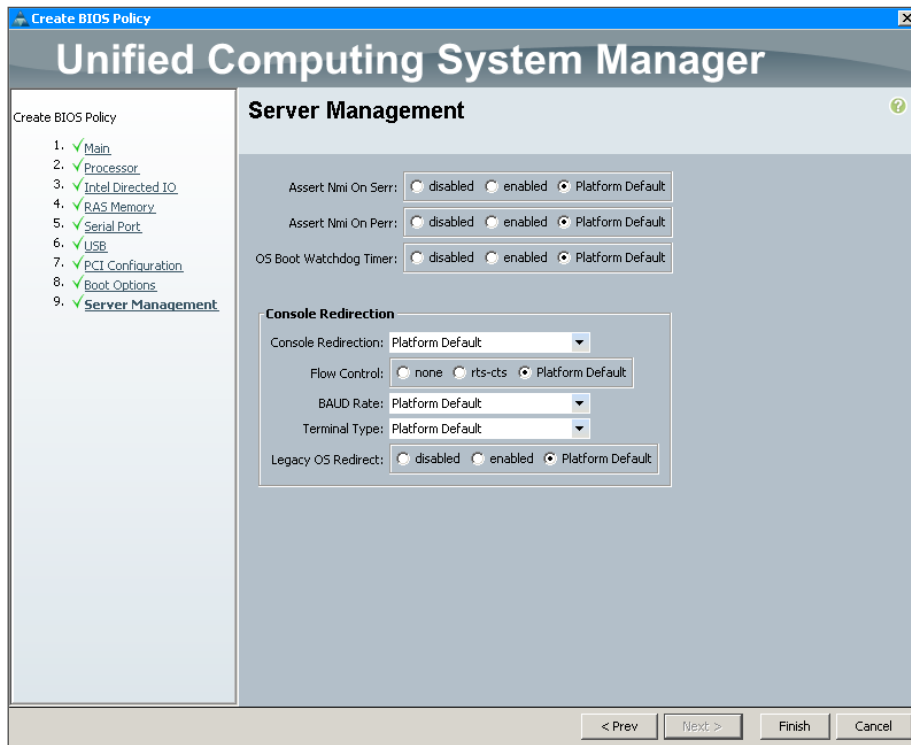 Create BIOS Policy
Unified Computing System Manager
Create BIOS Policy
1. Main
2. Processor
3. Intel Directed IO
4. RAS Memory
5. Serial Port
6. USB
7. PCI Configuration
8. Boot Options
9. Server Management
Server Management
Assert Nmi On Serr: disabled enabled Platform Default
Assert Nmi On Perr: disabled enabled Platform Default
OS Boot Watchdog Timer: disabled enabled Platform Default
Console Redirection
Console Redirection: Platform Default
Flow Control: none rts-cts Platform Default
BAUD Rate: Platform Default
Terminal Type: Platform Default
Legacy OS Redirect: disabled enabled Platform Default
< Prev Next > Finish Cancel